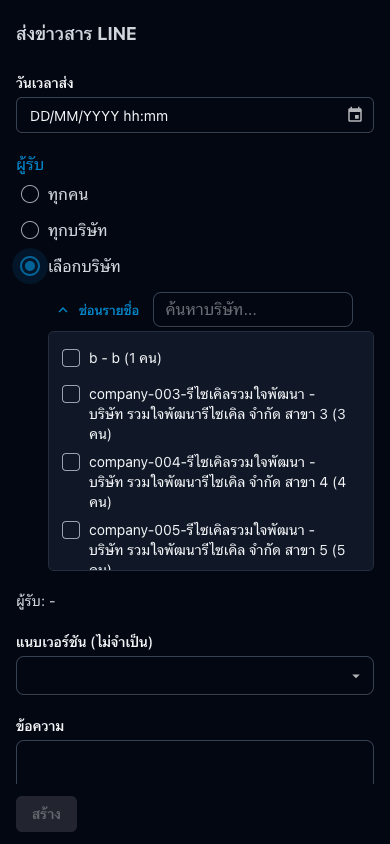 ส่งข่าวสาร LINE
วันเวลาส่ง
DD/MM/YYYY hh:mm
ผู้รับ
ทุกคน
ทุกบริษัท
เลือกบริษัท
ซ่อนรายชื่อ
ค้นหาบริษัท...
b - b (1 คน)
company-003-รีไซเคิลรวมใจพัฒนา -
บริษัท รวมใจพัฒนารีไซเคิล จำกัด สาขา 3 (3
คน)
company-004-รีไซเคิลรวมใจพัฒนา -
บริษัท รวมใจพัฒนารีไซเคิล จำกัด สาขา 4 (4
คน)
company-005-รีไซเคิลรวมใจพัฒนา -
บริษัท รวมใจพัฒนารีไซเคิล จำกัด สาขา 5 (5
คน)
ผู้รับ: -
แนบเวอร์ชัน (ไม่จำเป็น)
ข้อความ
สร้าง